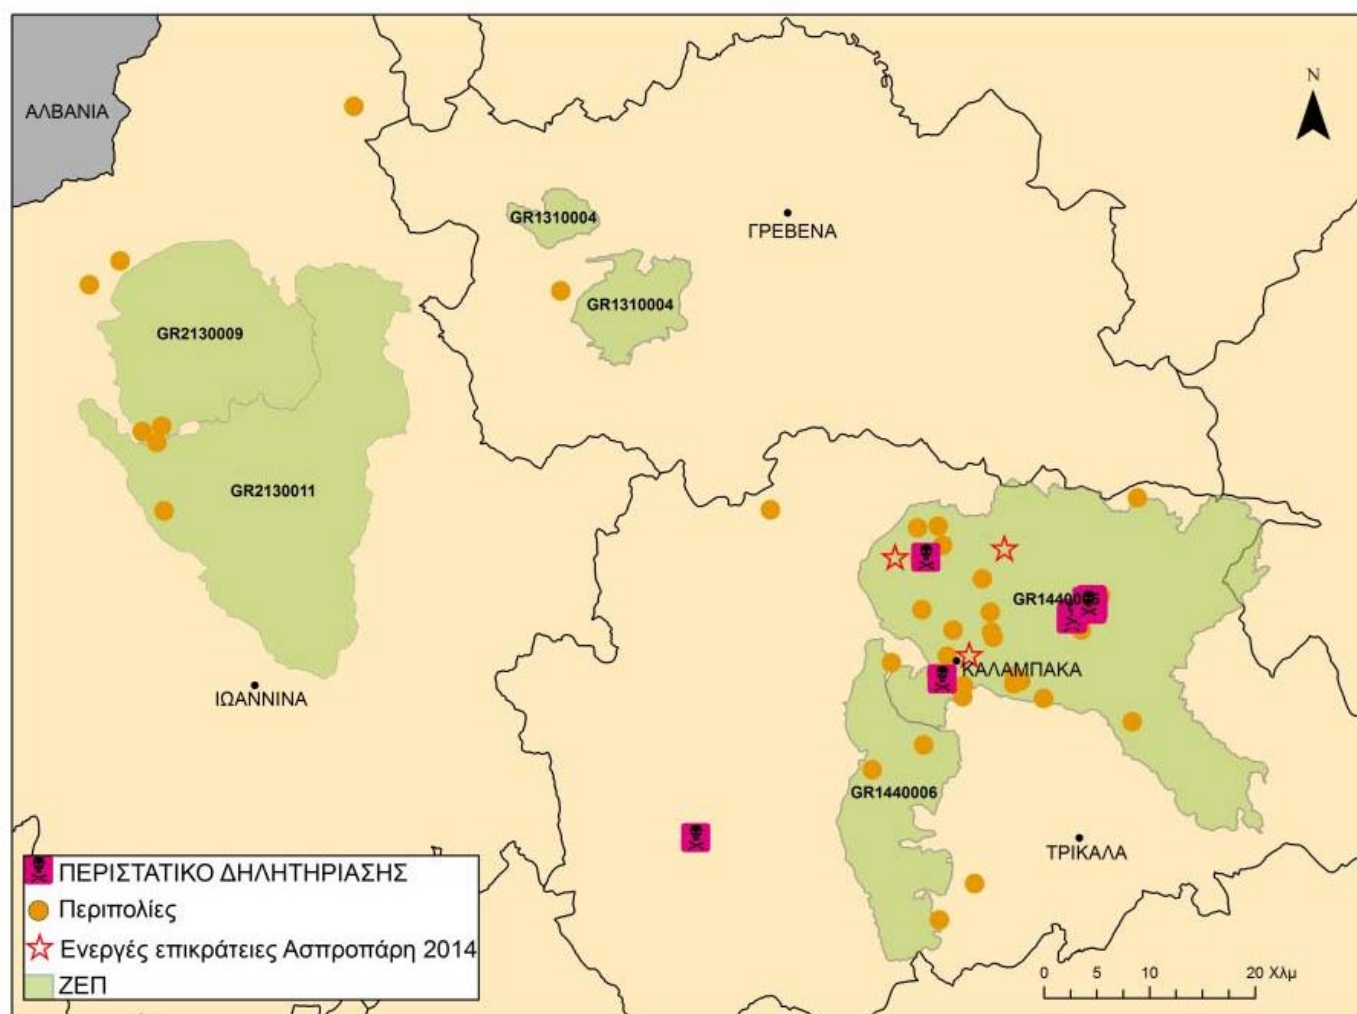 N
ΑΛΒΑΝΙΑ
GR1310004
ΓΡΕΒΕΝΑ
GR1310004
GR2130009
GR2130011
GR1440005
ΚΑΛΑΜΠΑΚΑ
ΙΩΑΝΝΙΝΑ
GR1440006
ΤΡΙΚΑΛΑ
ΠΕΡΙΣΤΑΤΙΚΟ ΔΗΛΗΤΗΡΙΑΣΗΣ
Περιπολίες
Ενεργές επικράτειες Ασπροπάρη 2014
ΖΕΠ
0 5 10 20 Χλμ